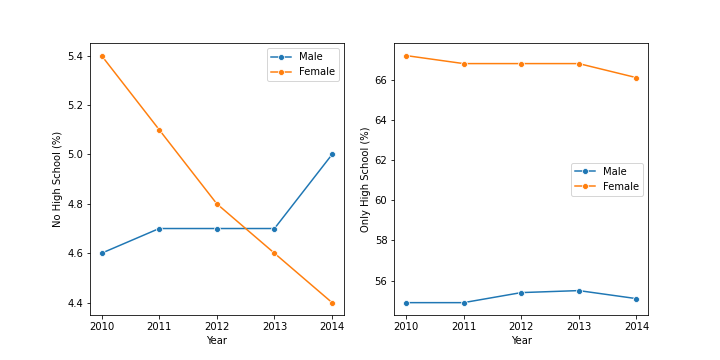 No High School (%)
5.4
5.2
5.0
4.8
4.6
4.4
2010 2011 2012 2013 2014
Year
Male
Female
Only High School (%)
66
64
62
60
58
56
2010 2011 2012 2013 2014
Year
Male
Female